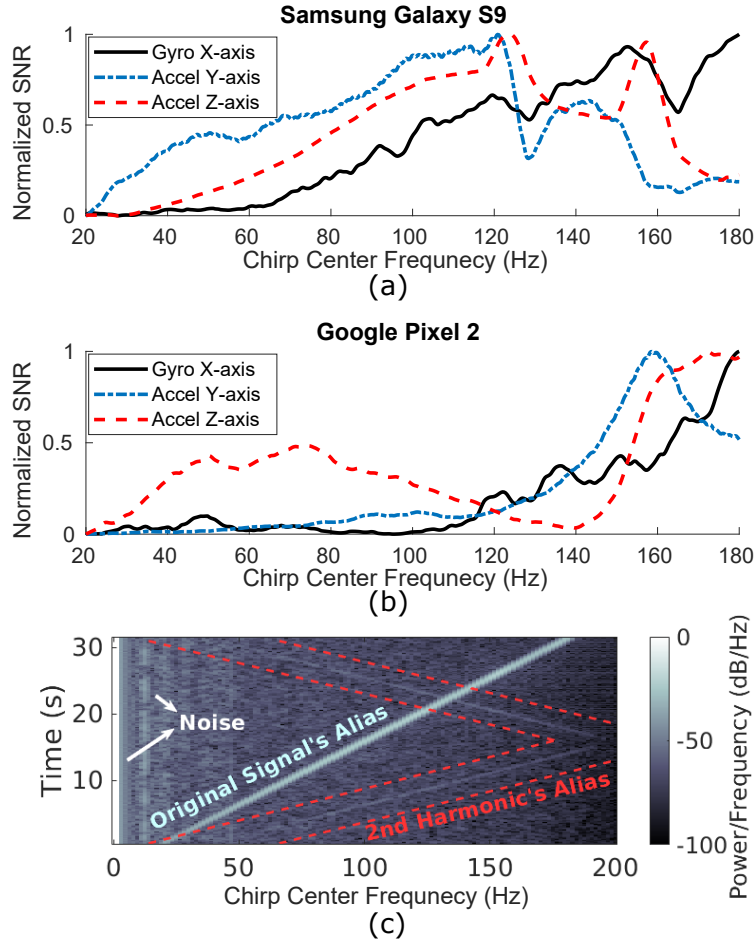 Samsung Galaxy S9
Normalized SNR
1
0.5
0
Gyro X-axis
Accel Y-axis
Accel Z-axis
20 40 60 80 100 120 140 160 180
Chirp Center Frequnecy (Hz)
(a)
Google Pixel 2
Normalized SNR
1
0.5
0
Gyro X-axis
Accel Y-axis
Accel Z-axis
20 40 60 80 100 120 140 160 180
Chirp Center Frequnecy (Hz)
(b)
Time (s)
30
20
10
Noise
Original Signal's Alias
2nd Harmonic's Alias
0 50 100 150 200
Chirp Center Frequnecy (Hz)
0
-50
-100
Power/Frequency (dB/Hz)
(c)